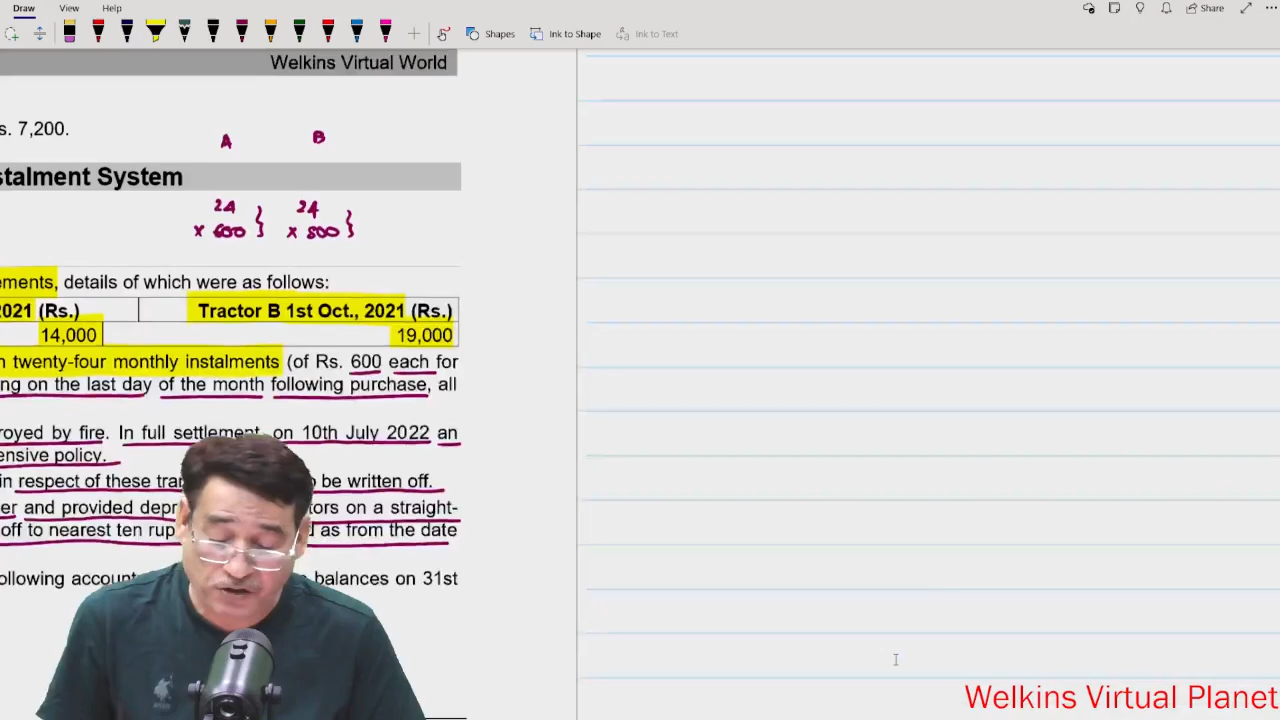 Draw View Help
Share
Shapes Ink to Shape Ink to Text
Welkins Virtual World
s. 7,200.
A B
stalment System
24 24
x 600 } x 800 }
ements, details of which were as follows:
2021 (Rs.) Tractor B 1st Oct., 2021 (Rs.)
14,000 19,000
n twenty-four monthly instalments (of Rs. 600 each for
ng on the last day of the month following purchase, all
royed by fire. In full settlement, on 10th July 2022 an
ensive policy.
in respect of these tra be written off.
er and provided depr tors on a straight-
off to nearest ten rup d as from the date
ollowing account balances on 31st
Welkins Virtual Planet